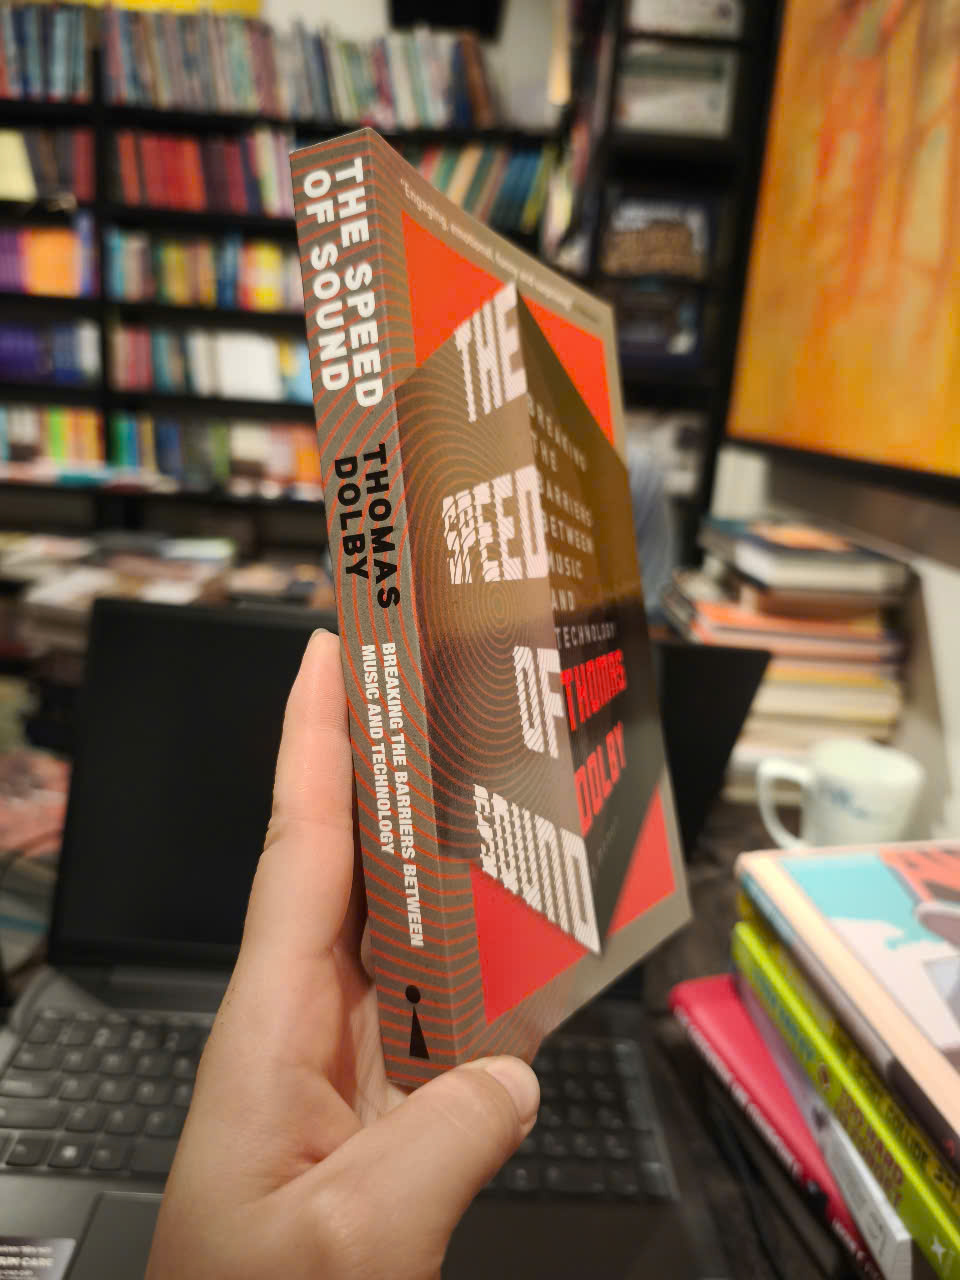 THE SPEED
OF SOUND
THOMAS
DOLBY
BREAKING THE BARRIERS BETWEEN
MUSIC AND TECHNOLOGY
"Engaging, emotional, funny and
THE
SPEED
OF
SOUND
BREAKING
THE
BARRIERS
BETWEEN
MUSIC
AND
TECHNOLOGY
THOMAS
DOLBY